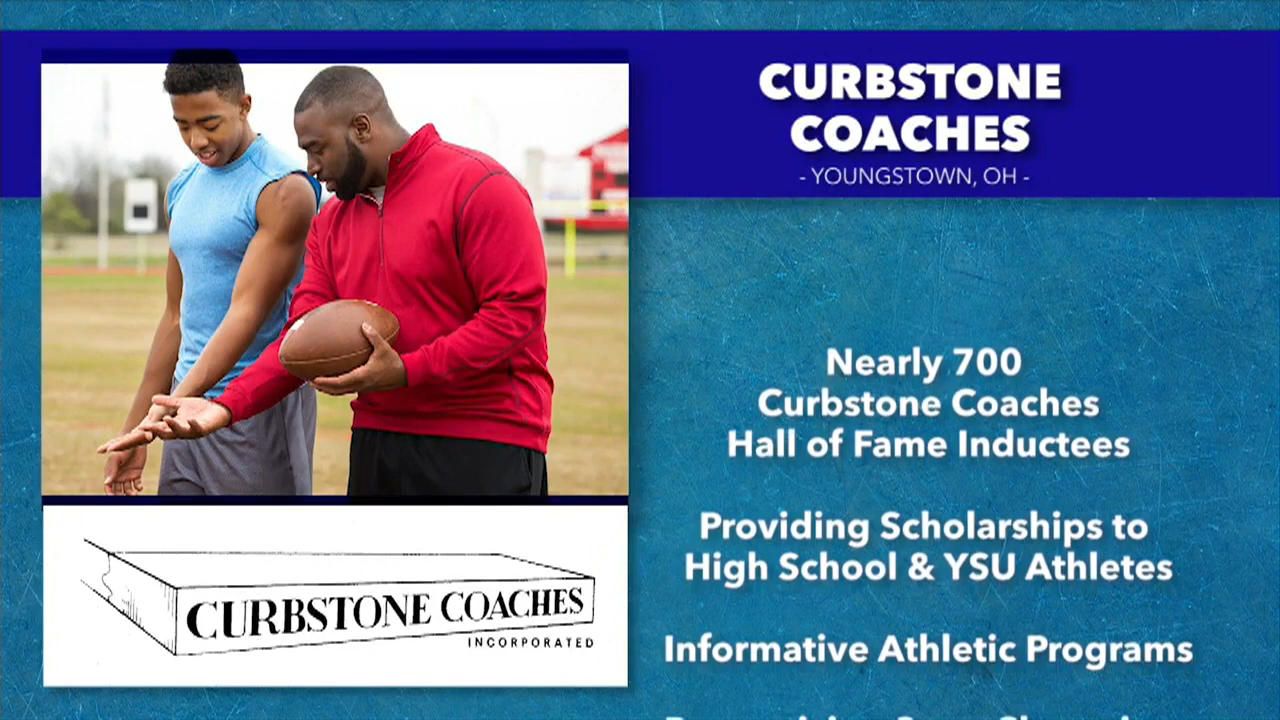 CURBSTONE
COACHES
- YOUNGSTOWN, OH -
Nearly 700
Curbstone Coaches
Hall of Fame Inductees
Providing Scholarships to
High School & YSU Athletes
Informative Athletic Programs
CURBSTONE COACHES
INCORPORATED